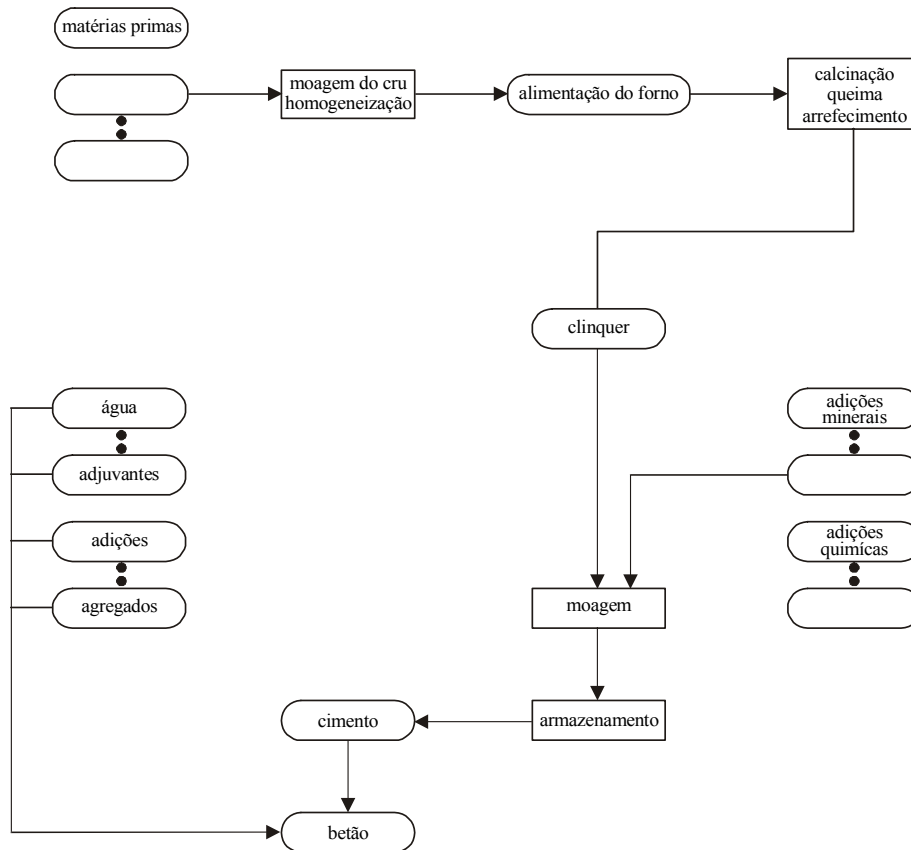 matérias primas
moagem do cru
homogeneização
alimentação do forno
calcinação
queima
arrefecimento
clinquer
água
adjuvantes
adições
agregados
adições
minerais
adições
quimícas
moagem
armazenamento
cimento
betão